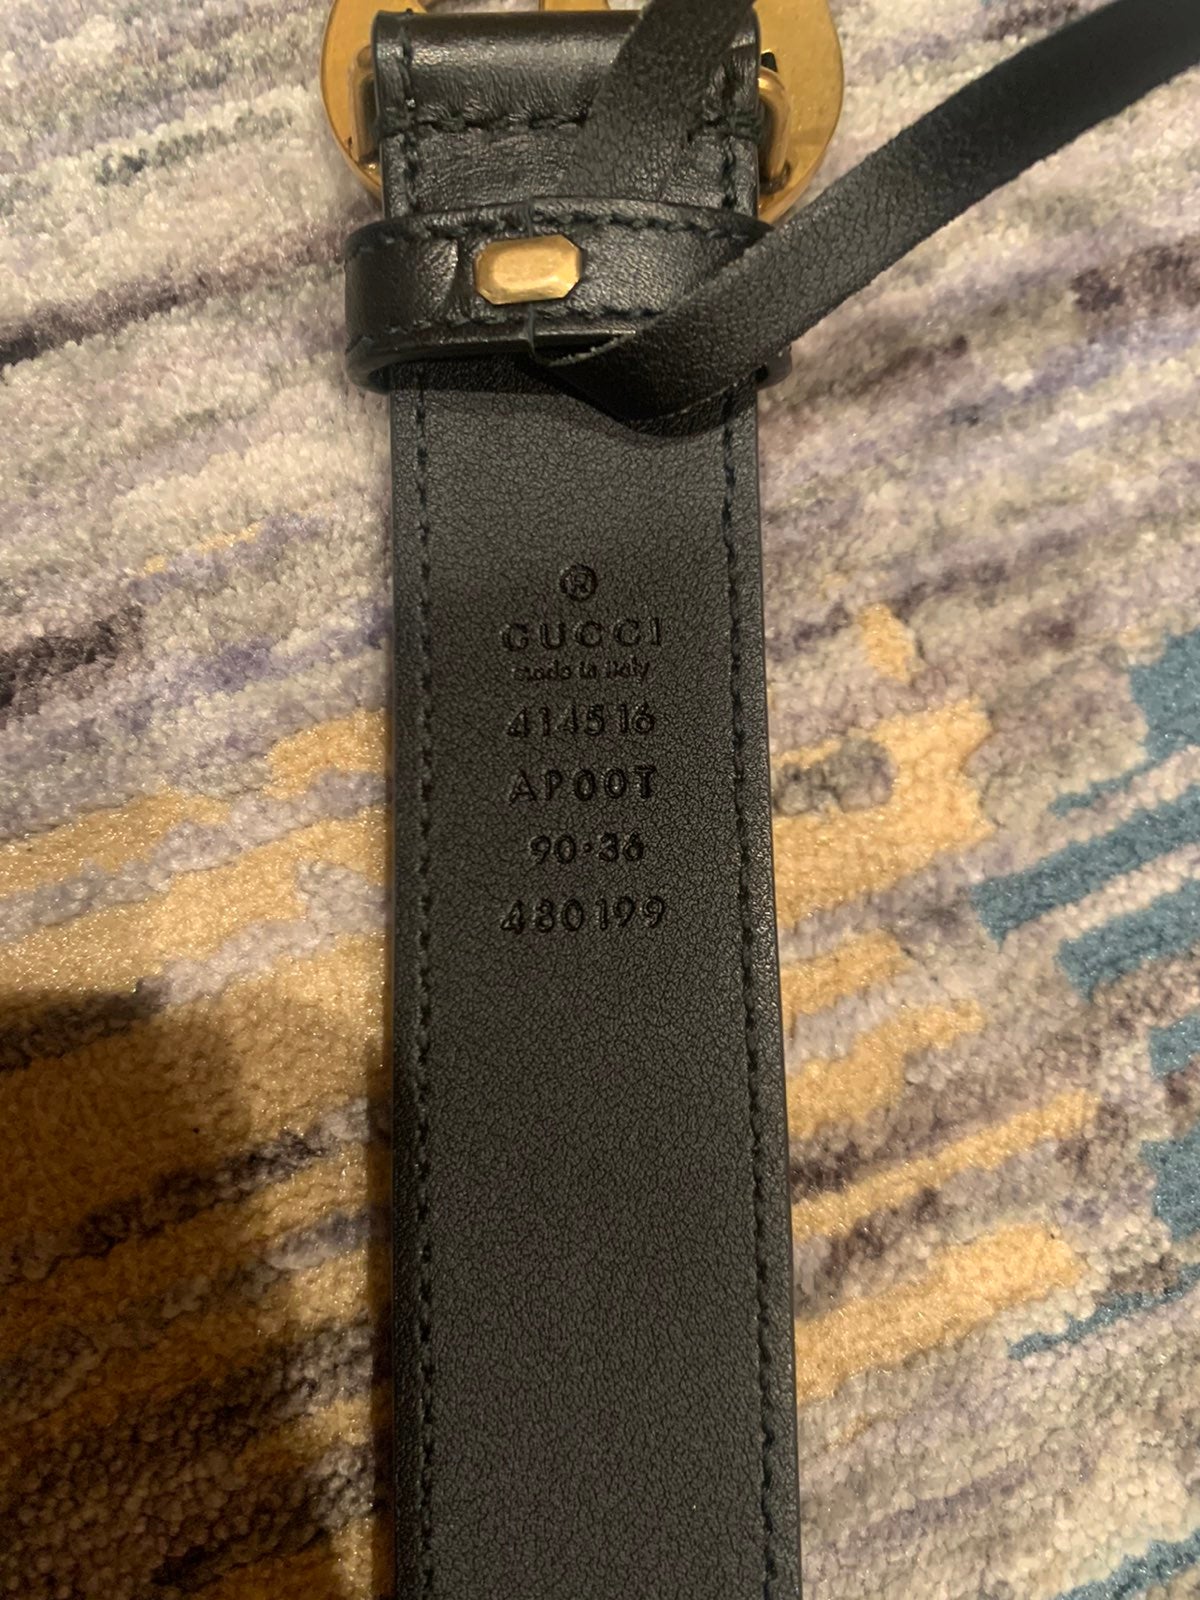 ®
GUCCI
made in italy
414516
AP00T
90·36
480199